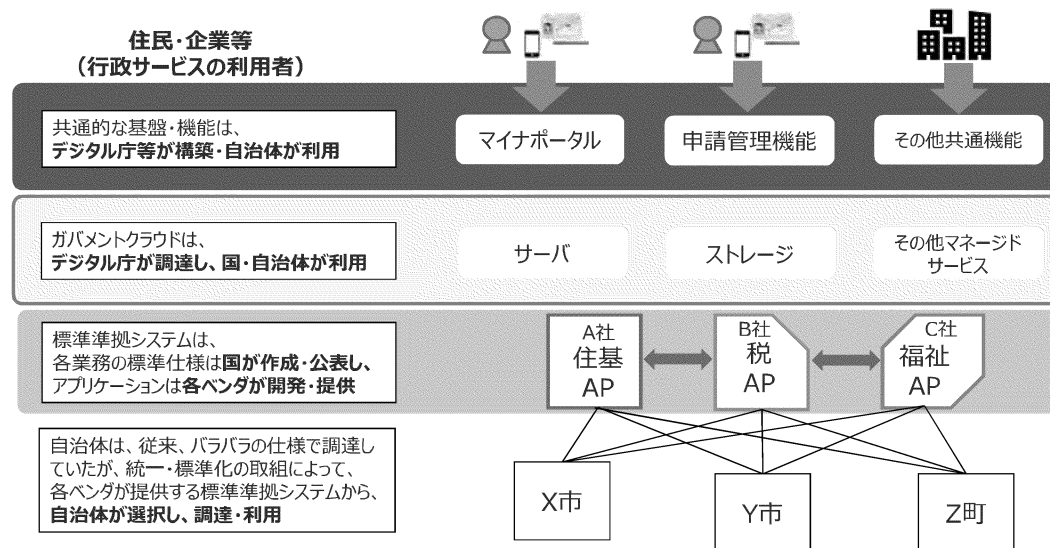 住民・企業等
（行政サービスの利用者）
共通的な基盤・機能は、
デジタル庁等が構築・自治体が利用
マイナポータル
申請管理機能
その他共通機能
ガバメントクラウドは、
デジタル庁が調達し、国・自治体が利用
サーバ
ストレージ
その他マネージド
サービス
標準準拠システムは、
各業務の標準仕様は国が作成・公表し、
アプリケーションは各ベンダが開発・提供
A社
住基
AP
B社
税
AP
C社
福祉
AP
自治体は、従来、バラバラの仕様で調達し
ていたが、統一・標準化の取組によって、
各ベンダが提供する標準準拠システムから、
自治体が選択し、調達・利用
X市
Y市
Z町